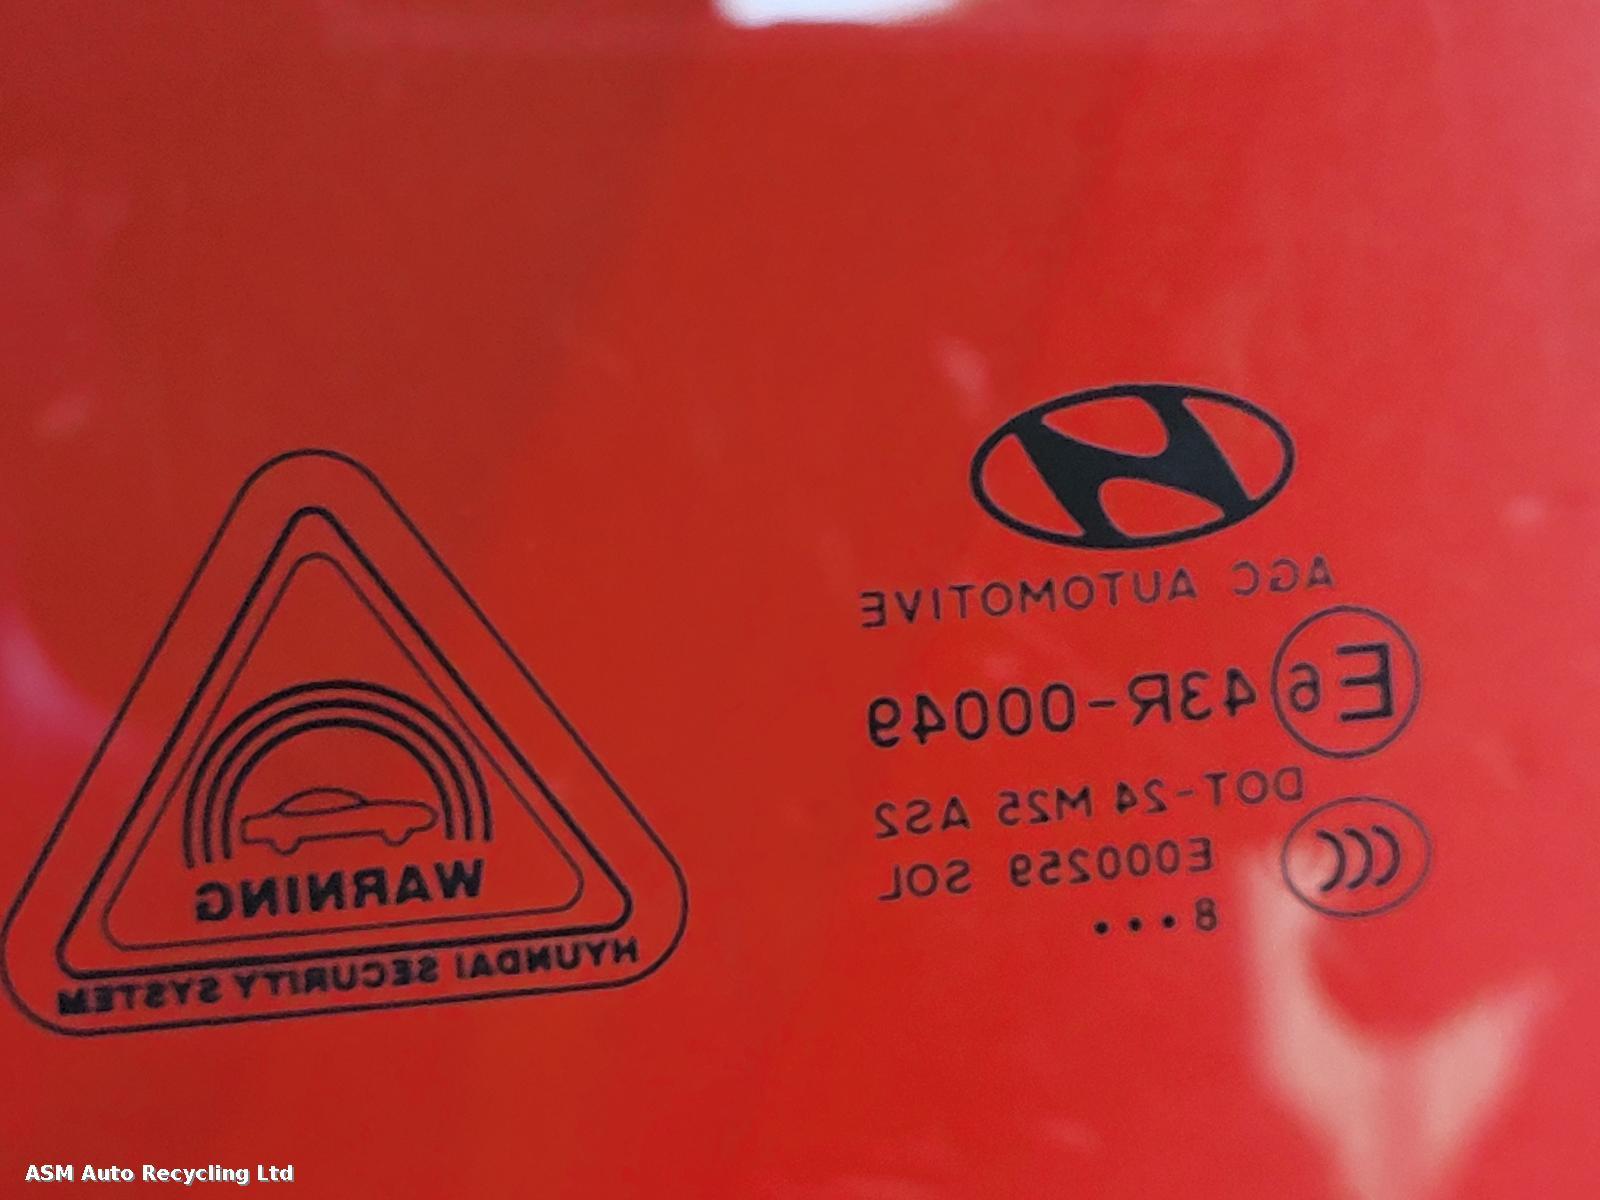 AGC AUTOMOTIVE
E6 43R-00049
DOT-24 M25 AS2
CCC E000259 SOL
8•••
WARNING
HYUNDAI SECURITY SYSTEM
ASM Auto Recycling Ltd